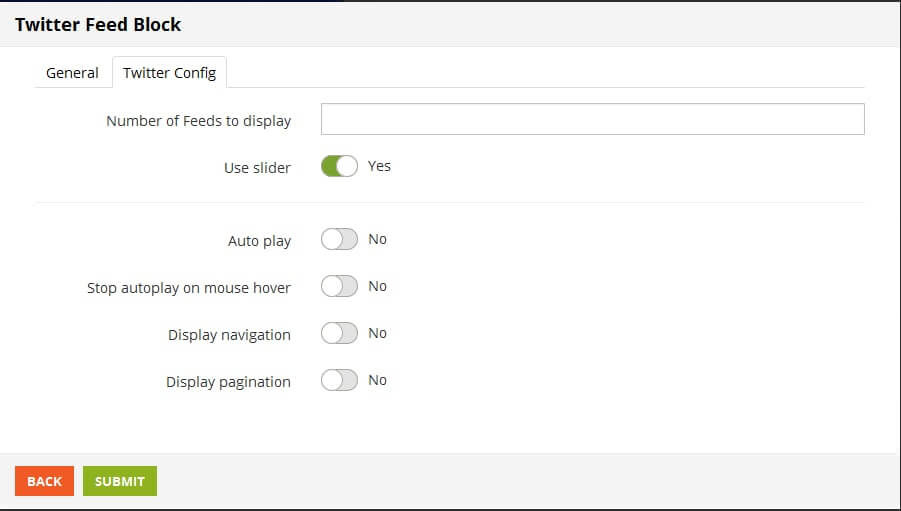 Twitter Feed Block
General Twitter Config
Number of Feeds to display
Use slider Yes
Auto play No
Stop autoplay on mouse hover No
Display navigation No
Display pagination No
BACK SUBMIT